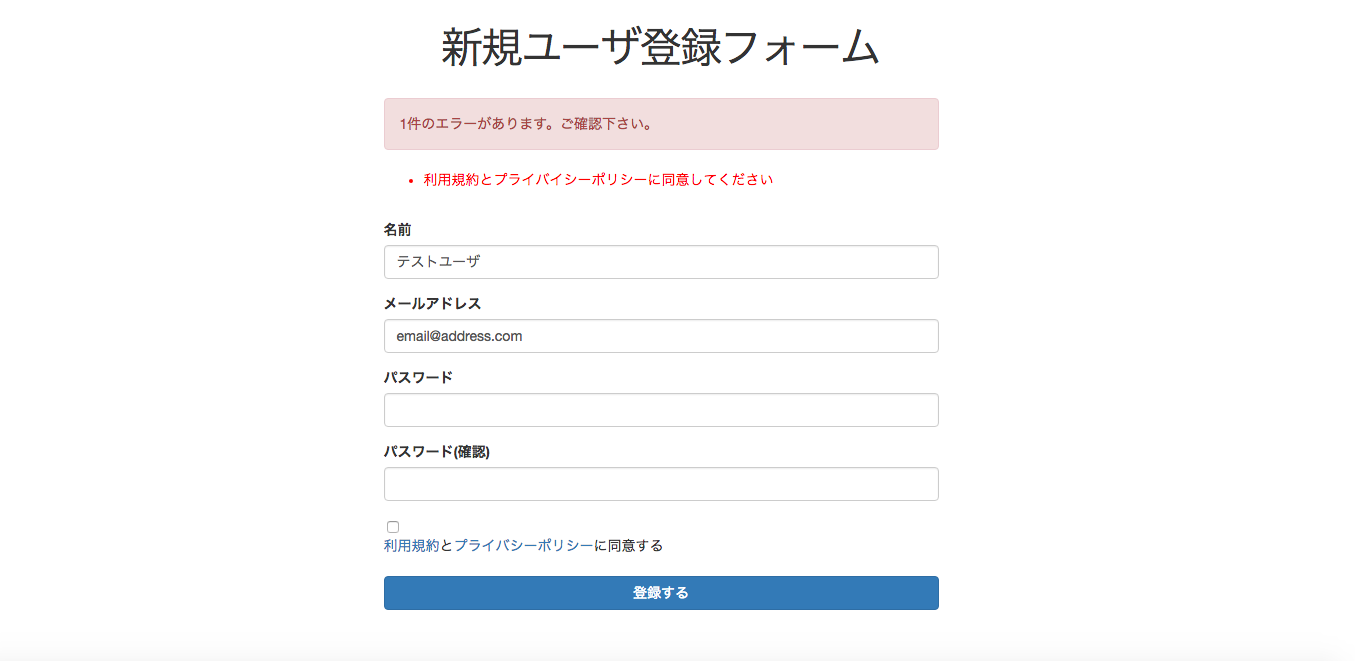 新規ユーザ登録フォーム
1件のエラーがあります。ご確認下さい。
• 利用規約とプライバイシーポリシーに同意してください
名前
テストユーザ
メールアドレス
email@address.com
パスワード
パスワード(確認)
利用規約とプライバシーポリシーに同意する
登録する